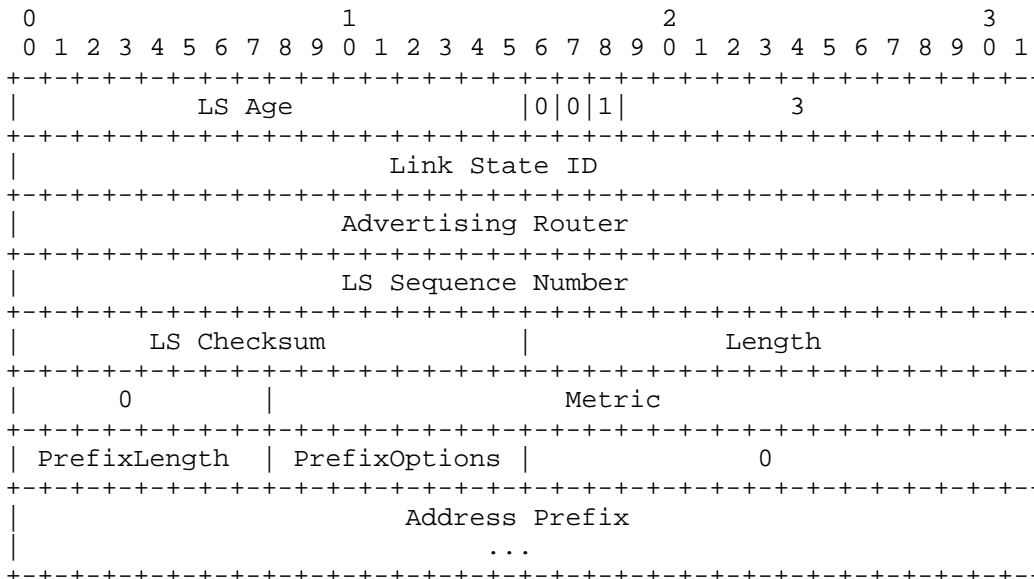 0                   1                   2                   3
 0 1 2 3 4 5 6 7 8 9 0 1 2 3 4 5 6 7 8 9 0 1 2 3 4 5 6 7 8 9 0 1
+-+-+-+-+-+-+-+-+-+-+-+-+-+-+-+-+-+-+-+-+-+-+-+-+-+-+-+-+-+-+-+-
|           LS Age              |0|0|1|          3
+-+-+-+-+-+-+-+-+-+-+-+-+-+-+-+-+-+-+-+-+-+-+-+-+-+-+-+-+-+-+-+-
|                       Link State ID
+-+-+-+-+-+-+-+-+-+-+-+-+-+-+-+-+-+-+-+-+-+-+-+-+-+-+-+-+-+-+-+-
|                    Advertising Router
+-+-+-+-+-+-+-+-+-+-+-+-+-+-+-+-+-+-+-+-+-+-+-+-+-+-+-+-+-+-+-+-
|                    LS Sequence Number
+-+-+-+-+-+-+-+-+-+-+-+-+-+-+-+-+-+-+-+-+-+-+-+-+-+-+-+-+-+-+-+-
|        LS Checksum            |            Length
+-+-+-+-+-+-+-+-+-+-+-+-+-+-+-+-+-+-+-+-+-+-+-+-+-+-+-+-+-+-+-+-
|      0        |                  Metric
+-+-+-+-+-+-+-+-+-+-+-+-+-+-+-+-+-+-+-+-+-+-+-+-+-+-+-+-+-+-+-+-
| PrefixLength  | PrefixOptions |              0
+-+-+-+-+-+-+-+-+-+-+-+-+-+-+-+-+-+-+-+-+-+-+-+-+-+-+-+-+-+-+-+-
|                        Address Prefix
|                             ...
+-+-+-+-+-+-+-+-+-+-+-+-+-+-+-+-+-+-+-+-+-+-+-+-+-+-+-+-+-+-+-+-